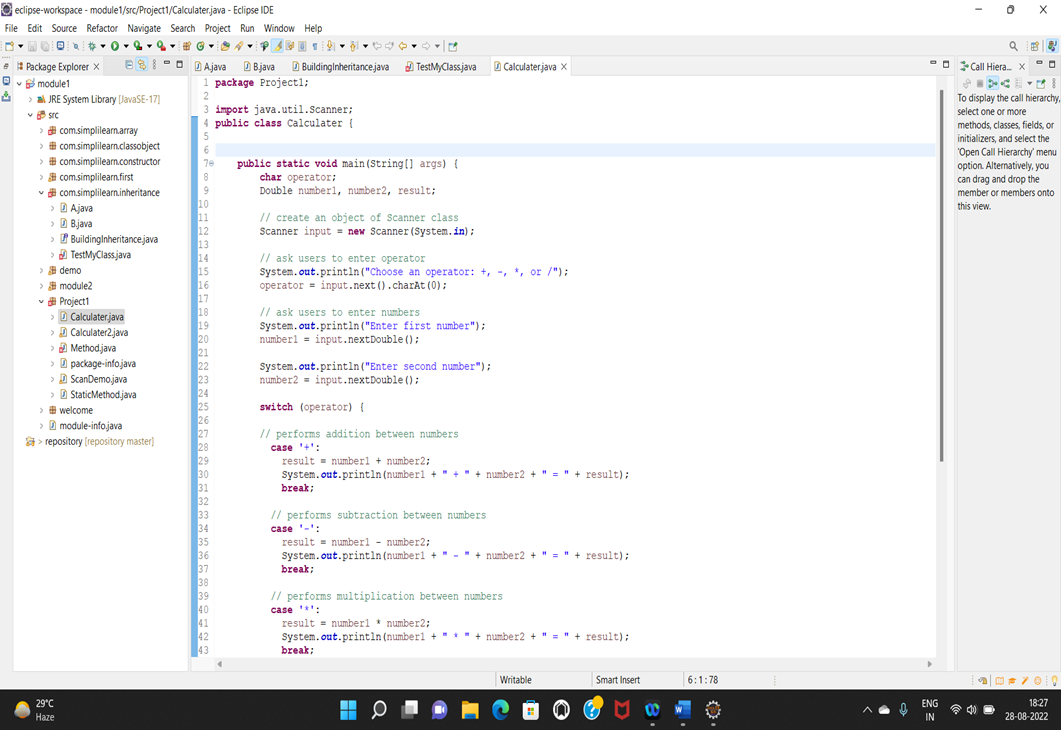 eclipse-workspace - module1/src/Project1/Calculater.java - Eclipse IDE
File Edit Source Refactor Navigate Search Project Run Window Help
Package Explorer
module1
JRE System Library [JavaSE-17]
src
com.simplilearn.array
com.simplilearn.classobject
com.simplilearn.constructor
com.simplilearn.first
com.simplilearn.inheritance
A.java
B.java
BuildingInheritance.java
TestMyClass.java
demo
module2
Project1
Calculater.java
Calculater2.java
Method.java
package-info.java
ScanDemo.java
StaticMethod.java
welcome
module-info.java
> repository [repository master]
A.java B.java BuildingInheritance.java TestMyClass.java Calculater.java
1 package Project1;
2
3 import java.util.Scanner;
4 public class Calculater {
5
6
7 public static void main(String[] args) {
8 char operator;
9 Double number1, number2, result;
10
11 // create an object of Scanner class
12 Scanner input = new Scanner(System.in);
13
14 // ask users to enter operator
15 System.out.println("Choose an operator: +, -, *, or /");
16 operator = input.next().charAt(0);
17
18 // ask users to enter numbers
19 System.out.println("Enter first number");
20 number1 = input.nextDouble();
21
22 System.out.println("Enter second number");
23 number2 = input.nextDouble();
24
25 switch (operator) {
26
27 // performs addition between numbers
28 case '+':
29 result = number1 + number2;
30 System.out.println(number1 + " + " + number2 + " = " + result);
31 break;
32
33 // performs subtraction between numbers
34 case '-':
35 result = number1 - number2;
36 System.out.println(number1 + " - " + number2 + " = " + result);
37 break;
38
39 // performs multiplication between numbers
40 case '*':
41 result = number1 * number2;
42 System.out.println(number1 + " * " + number2 + " = " + result);
43 break;
Call Hiera...
To display the call hierarchy,
select one or more
methods, classes, fields, or
initializers, and select the
'Open Call Hierarchy' menu
option. Alternatively, you
can drag and drop the
member or members onto
this view.
Writable Smart Insert 6 : 1 : 78
29°C
Haze
ENG
IN
18:27
28-08-2022